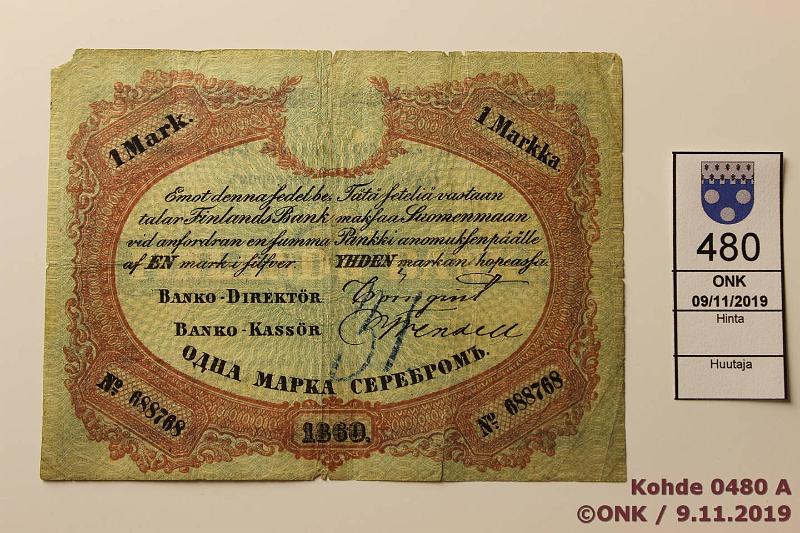 1 Mark.
1 Markka.
Emot denna sedel be-
talar Finlands Bank
vid anfordran en summa
af EN mark i silfver.
Tätä seteliä vastaan
maksaa Suomenmaan
Pankki anomuksen päälle
YHDEN markan hopeassa.
BANKO-DIREKTÖR
BANKO-KASSÖR
C Wendell
ОДНА МАРКА СЕРЕБРОМЪ.
No 688768
No 688768
1860.
480
ONK
09/11/2019
Hinta
Huutaja
Kohde 0480 A
©ONK / 9.11.2019